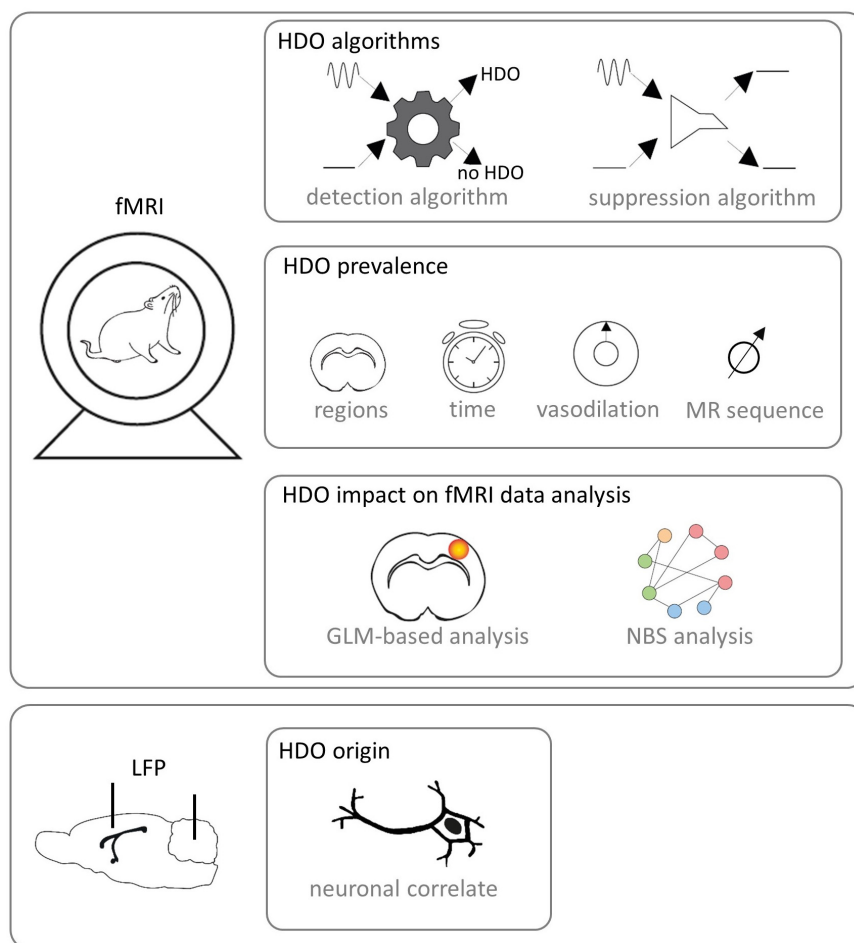 HDO algorithms
HDO
no HDO
detection algorithm
suppression algorithm
fMRI
HDO prevalence
regions
time
vasodilation
MR sequence
HDO impact on fMRI data analysis
GLM-based analysis
NBS analysis
LFP
HDO origin
neuronal correlate